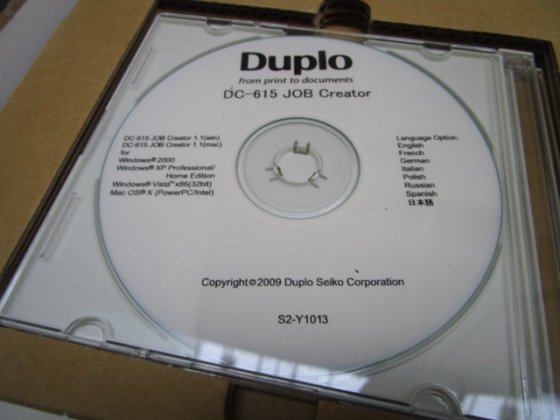 Duplo
from print to documents
DC-615 JOB Creator
DC-615 JOB Creator 1.1(win)
DC-615 JOB Creator 1.1(mac)
for
Windows®2000
Windows®XP Professional/
Home Edition
Windows®Vista™x86(32bit)
Mac OS®X (PowerPC/Intel)
Language Option:
English
French
German
Italian
Polish
Russian
Spanish
日本語
Copyright©2009 Duplo Seiko Corporation
S2-Y1013